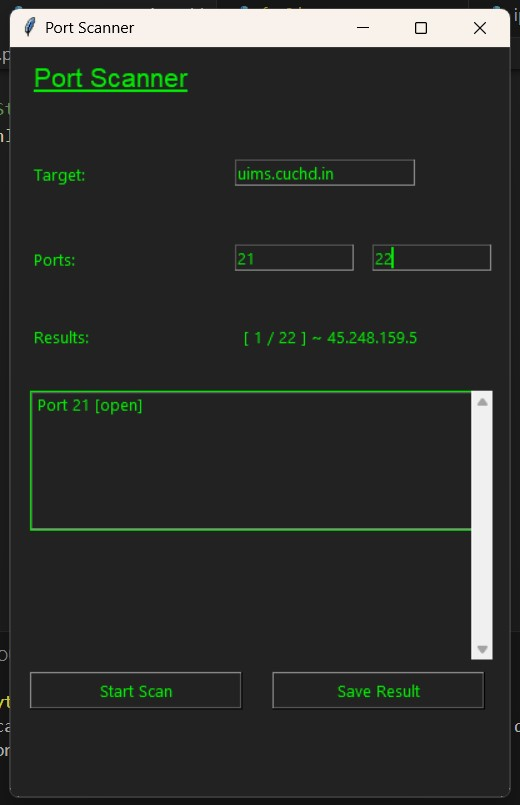 Port Scanner
Port Scanner
Target: uims.cuchd.in
Ports: 21 22
Results: [ 1 / 22 ] ~ 45.248.159.5
Port 21 [open]
Start Scan Save Result